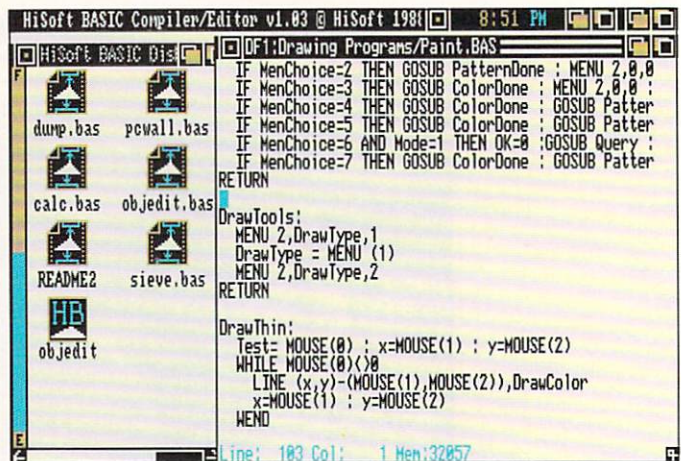 HiSoft BASIC Compiler/Editor v1.03 © HiSoft 198
8:51 PM
HiSoft BASIC Dis
F
dump.bas
pcwall.bas
calc.bas
objedit.bas
README2
sieve.bas
HB
objedit
E
DF1:Drawing Programs/Paint.BAS
IF MenChoice=2 THEN GOSUB PatternDone : MENU 2,0,0
IF MenChoice=3 THEN GOSUB ColorDone : MENU 2,0,0 :
IF MenChoice=4 THEN GOSUB ColorDone : GOSUB Patter
IF MenChoice=5 THEN GOSUB ColorDone : GOSUB Patter
IF MenChoice=6 AND Mode=1 THEN OK=0 :GOSUB Query :
IF MenChoice=7 THEN GOSUB ColorDone : GOSUB Patter
RETURN
DrawTools:
MENU 2,DrawType,1
DrawType = MENU (1)
MENU 2,DrawType,2
RETURN
DrawThin:
Test= MOUSE(0) : x=MOUSE(1) : y=MOUSE(2)
WHILE MOUSE(0)<>0
LINE (x,y)-(MOUSE(1),MOUSE(2)),DrawColor
x=MOUSE(1) : y=MOUSE(2)
WEND
Line: 103 Col: 1 Mem:32057